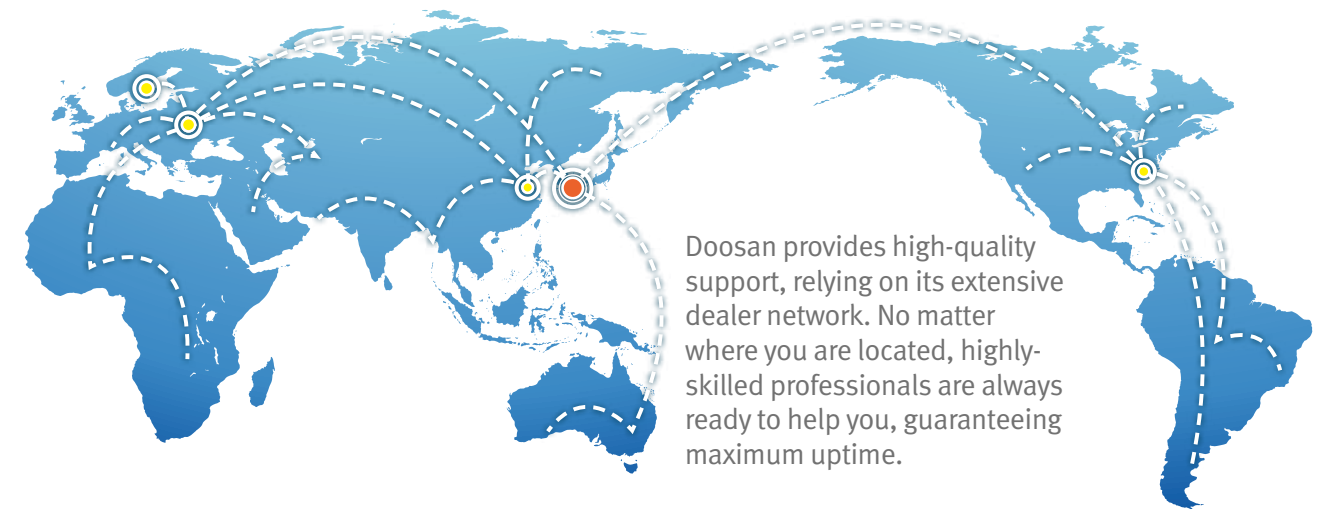 Doosan provides high-quality
support, relying on its extensive
dealer network. No matter
where you are located, highly-
skilled professionals are always
ready to help you, guaranteeing
maximum uptime.